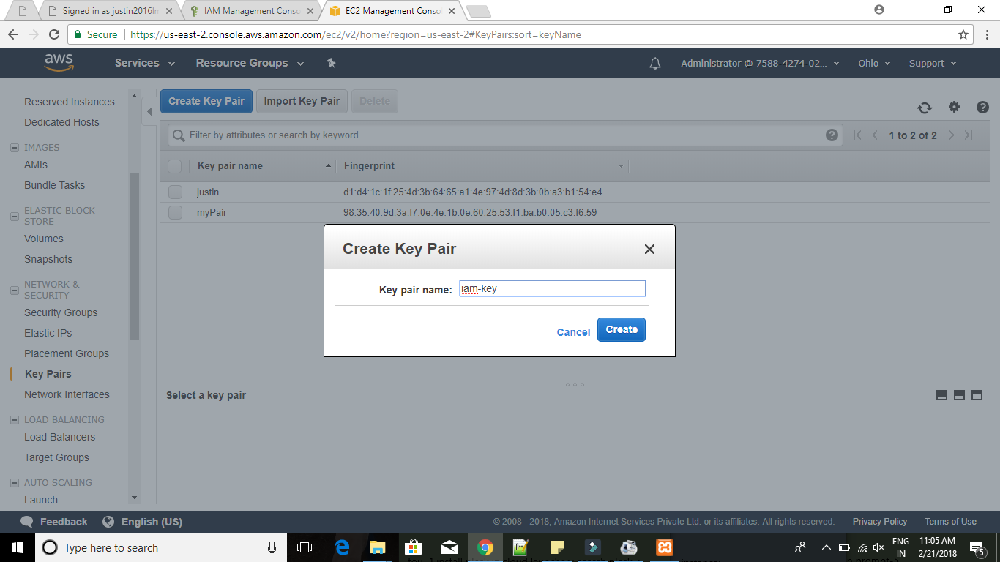 Signed in as justin2016
IAM Management Conso
EC2 Management Conso
Secure
https://us-east-2.console.aws.amazon.com/ec2/v2/home?region=us-east-2#KeyPairs:sort=keyName
aws
Services
Resource Groups
Administrator @ 7588-4274-02...
Ohio
Support
Reserved Instances
Dedicated Hosts
IMAGES
AMIs
Bundle Tasks
ELASTIC BLOCK
STORE
Volumes
Snapshots
NETWORK &
SECURITY
Security Groups
Elastic IPs
Placement Groups
Key Pairs
Network Interfaces
LOAD BALANCING
Load Balancers
Target Groups
AUTO SCALING
Launch
Create Key Pair
Import Key Pair
Delete
Filter by attributes or search by keyword
1 to 2 of 2
Key pair name
Fingerprint
justin
d1:d4:1c:1f:25:4d:3b:64:65:a1:4e:97:4d:8d:3b:0b:a3:b1:54:e4
myPair
98:35:40:9d:3a:f7:0e:4e:1b:0e:60:25:53:f1:ba:b0:05:c3:f6:59
Create Key Pair
Key pair name:
iam-key
Cancel
Create
Select a key pair
Feedback
English (US)
© 2008 - 2018, Amazon Internet Services Private Ltd. or its affiliates. All rights reserved.
Privacy Policy
Terms of Use
Type here to search
ENG
IN
11:05 AM
2/21/2018
5